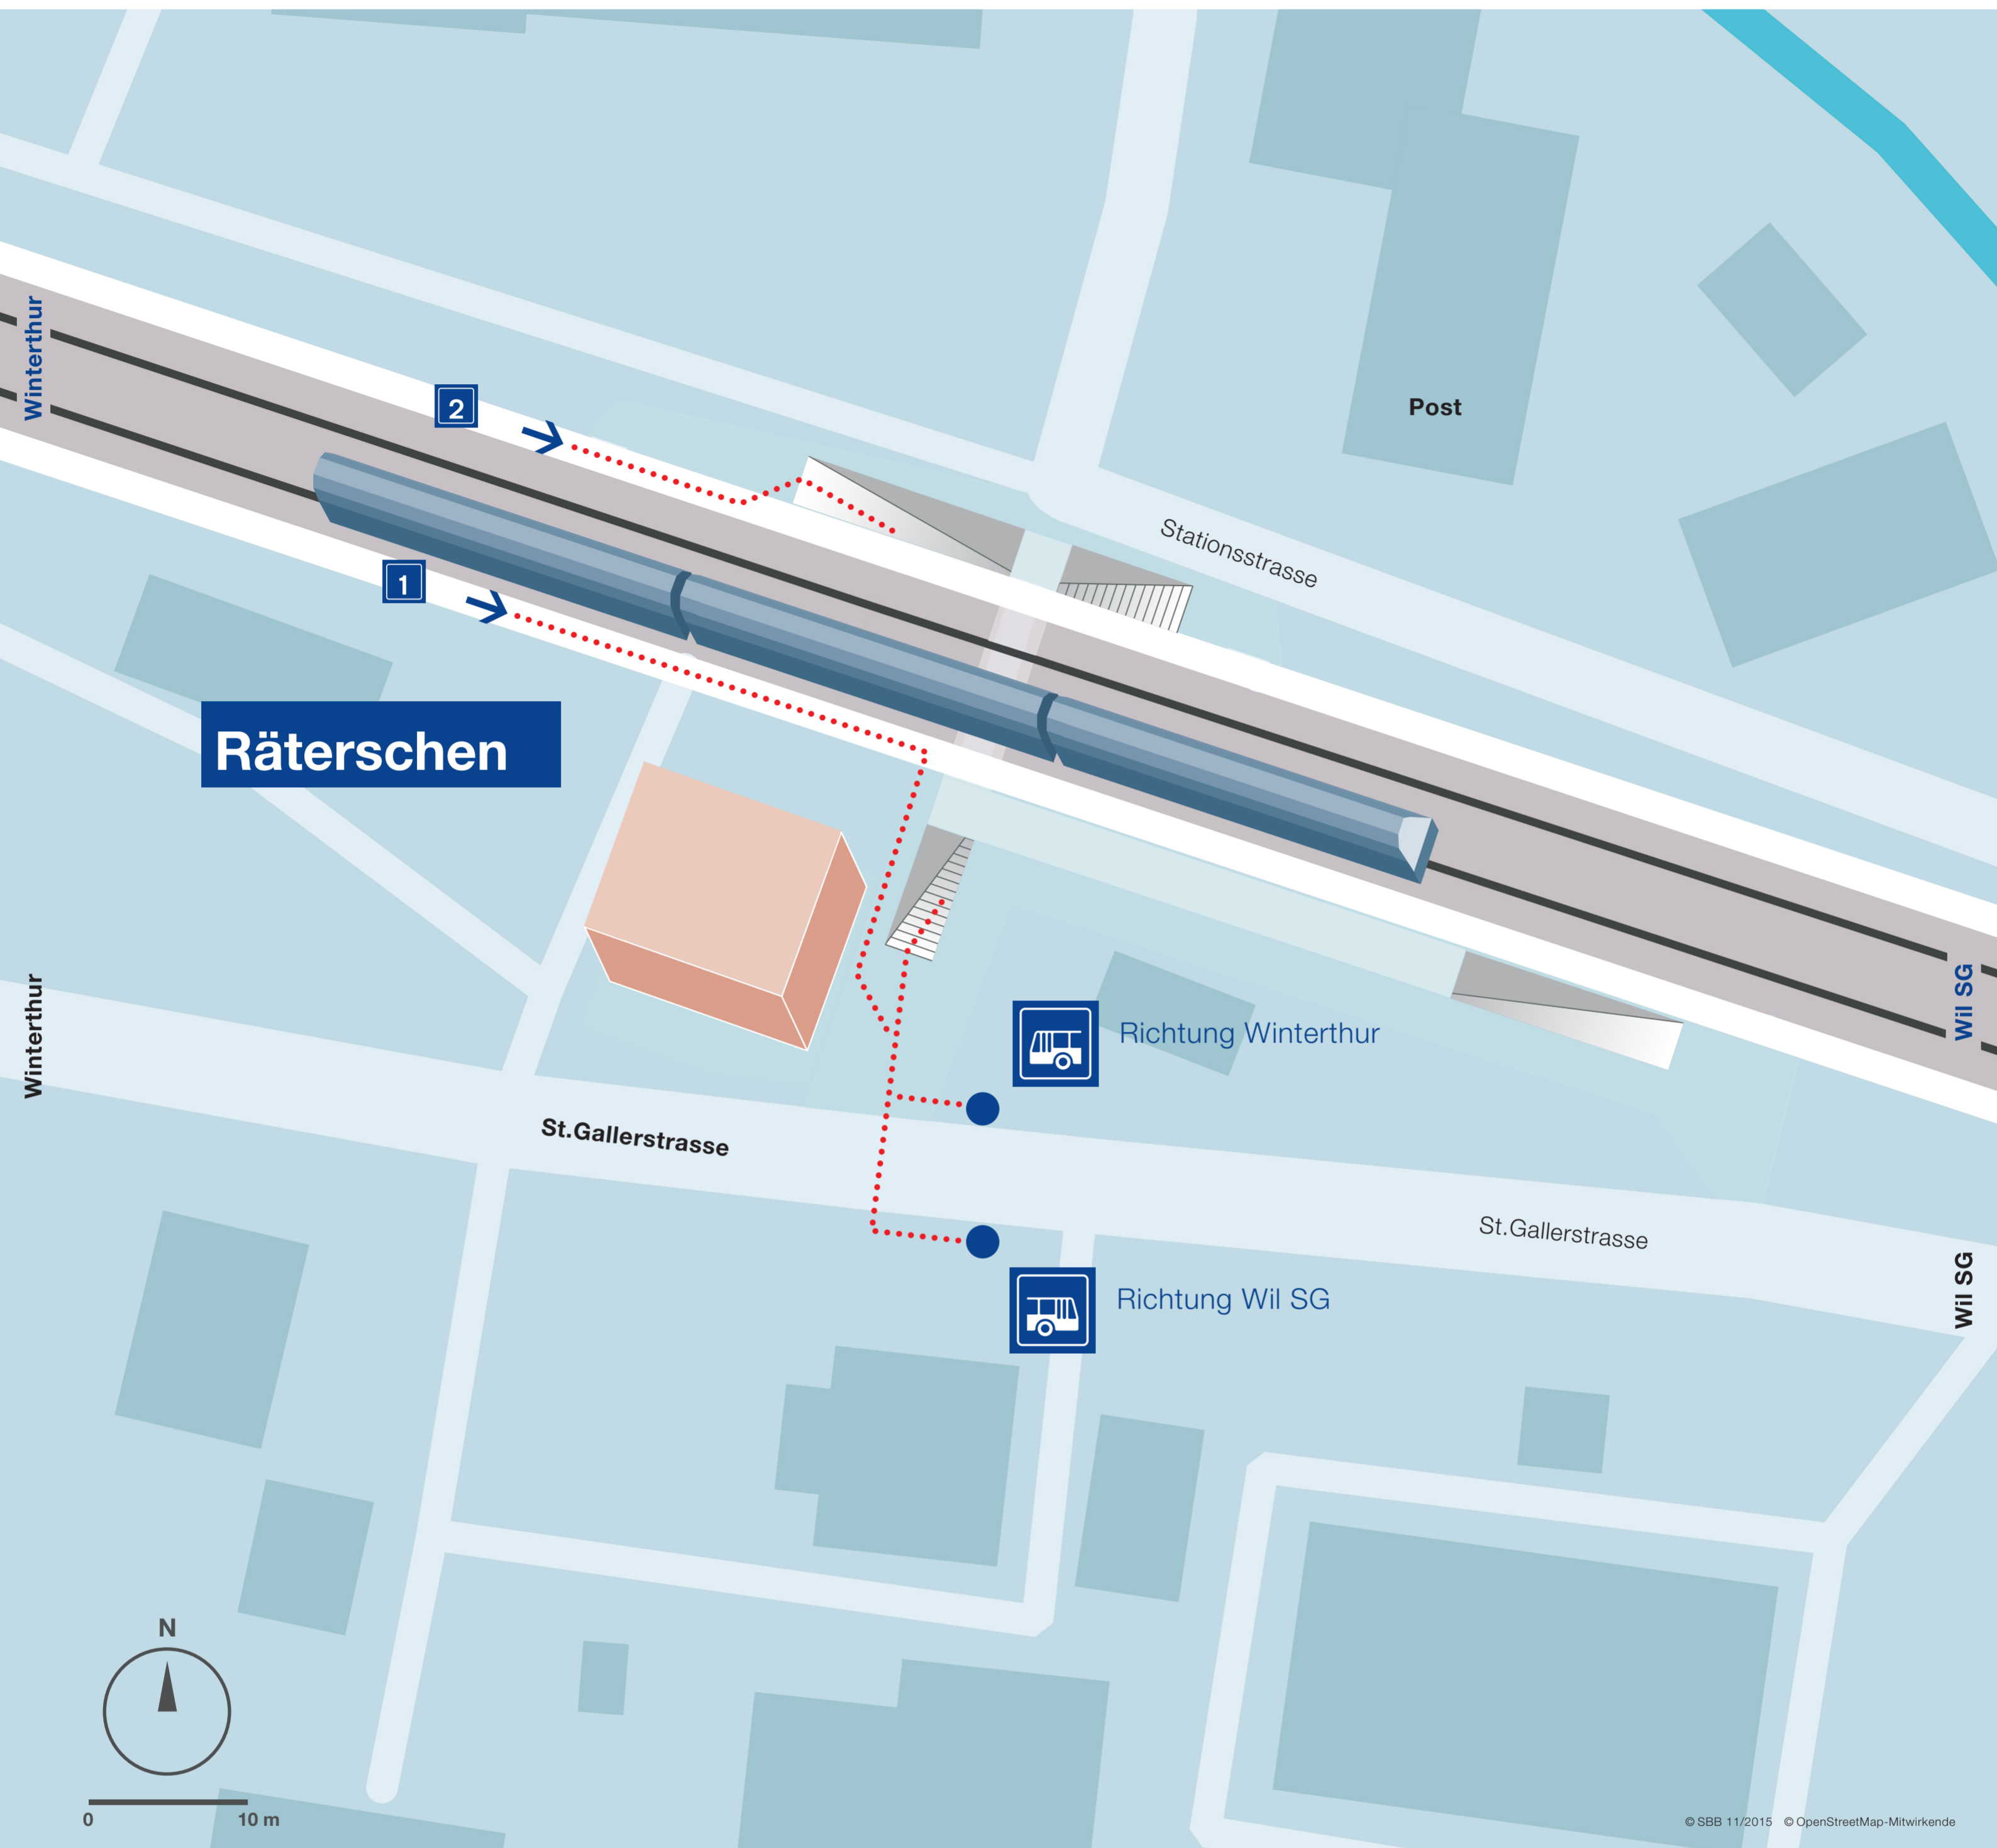 Winterthur
2
Post
Stationsstrasse
1
Räterschen
Winterthur
Wil SG
Richtung Winterthur
St.Gallerstrasse
St.Gallerstrasse
Wil SG
Richtung Wil SG
N
0 10 m
© SBB 11/2015 © OpenStreetMap-Mitwirkende